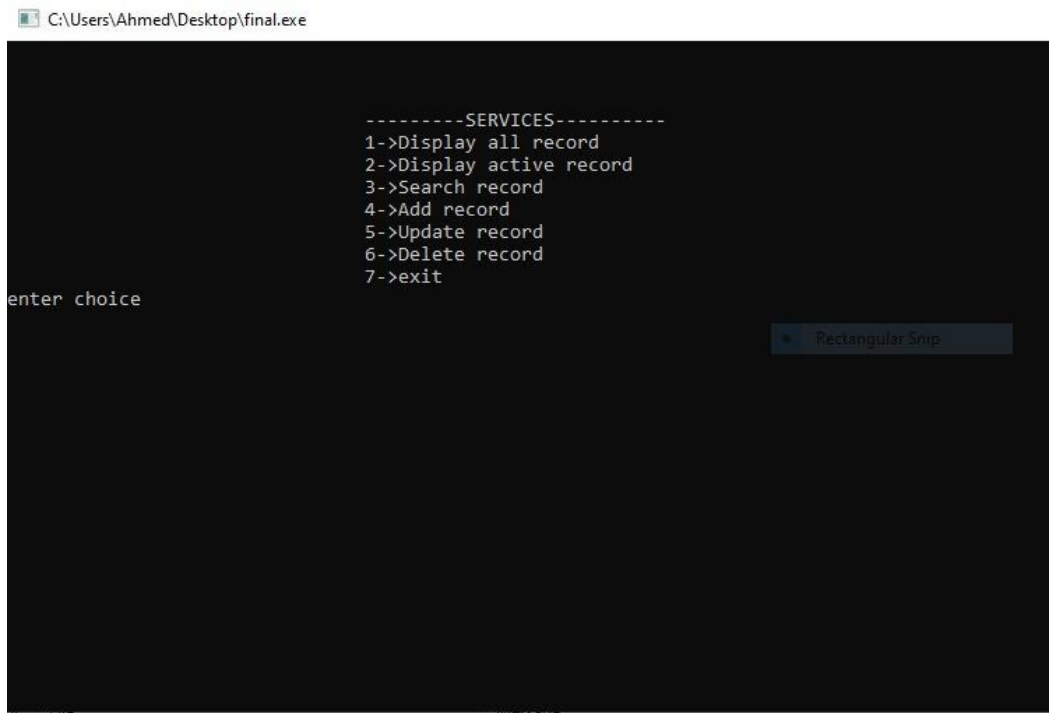 C:\Users\Ahmed\Desktop\final.exe
---------SERVICES----------
1->Display all record
2->Display active record
3->Search record
4->Add record
5->Update record
6->Delete record
7->exit
enter choice
Rectangular Snip